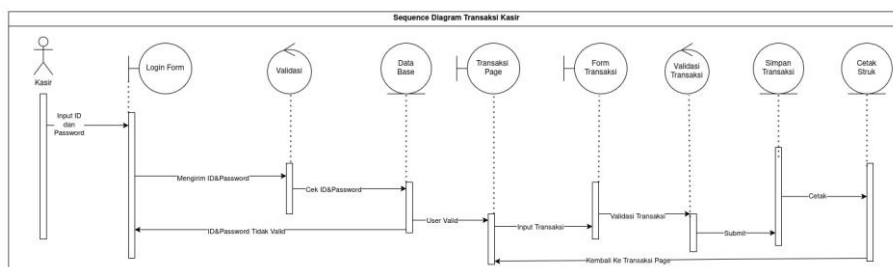 Sequence Diagram Transaksi Kasir
Kasir
Login Form
Validasi
Data
Base
Transaksi
Page
Form
Transaksi
Validasi
Transaksi
Simpan
Transaksi
Cetak
Struk
Input ID
dan
Password
Mengirim ID&Password
Cek ID&Password
User Valid
ID&Password Tidak Valid
Input Transaksi
Validasi Transaksi
Submit
Cetak
Kembali Ke Transaksi Page